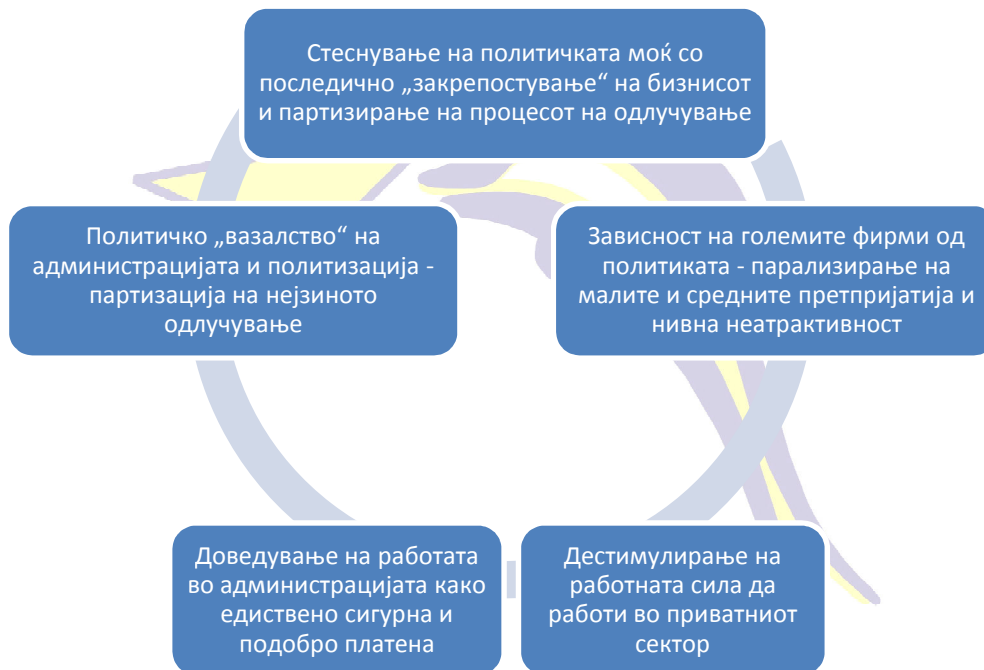 Стеснување на политичката моќ со
последично „закрепостување“ на бизнисот
и партизирање на процесот на одлучување
Политичко „вазалство“ на
администрацијата и политизација -
партизација на нејзиното
одлучување
Зависност на големите фирми од
политиката - парализирање на
малите и средните претпријатија и
нивна неатрактивност
Доведување на работата
во администрацијата како
едиствено сигурна и
подобро платена
Дестимулирање на
работната сила да
работи во приватниот
сектор